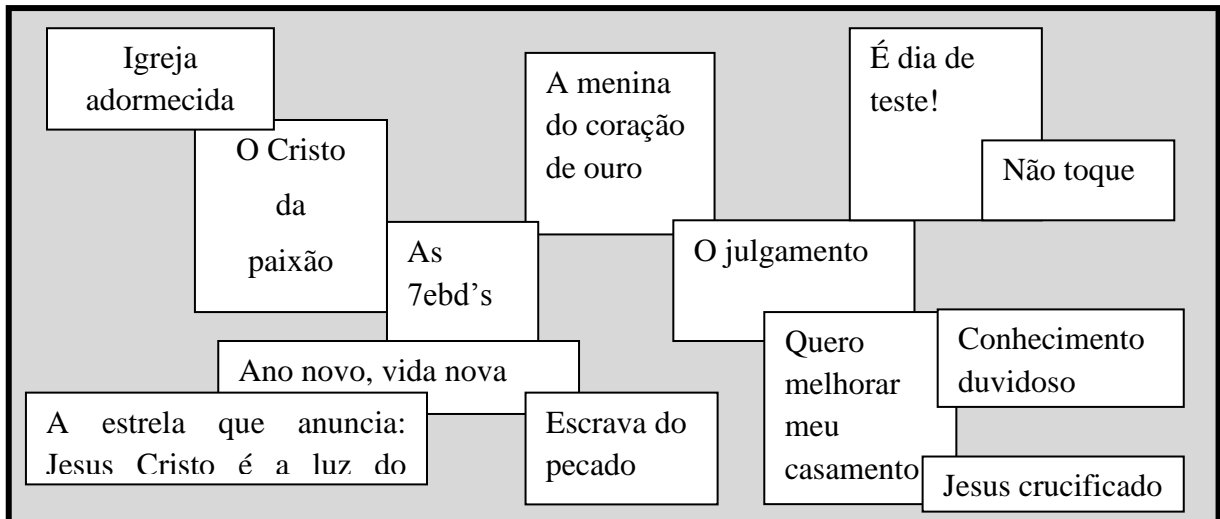 Igreja
adormecida
O Cristo
da
paixão
A menina
do coração
de ouro
É dia de
teste!
Não toque
As
7ebd’s
O julgamento
Ano novo, vida nova
Quero
melhorar
meu
casamento
Conhecimento
duvidoso
A estrela que anuncia:
Jesus Cristo é a luz do
Escrava do
pecado
Jesus crucificado